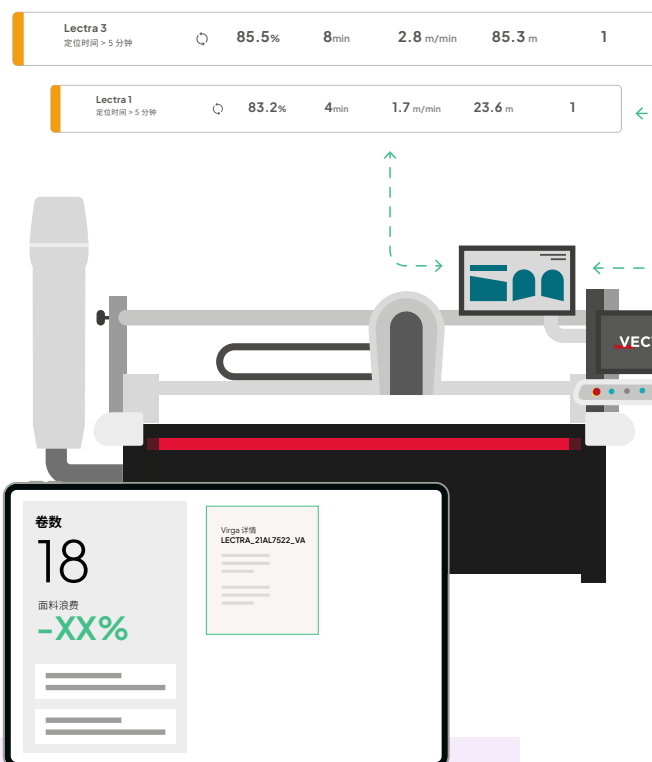 Lectra 3
定位时间 > 5 分钟
85.5% 8min 2.8 m/min 85.3 m 1
Lectra 1
定位时间 > 5 分钟
83.2% 4min 1.7 m/min 23.6 m 1
VEC
卷数
18
面料浪费
-XX%
Virga 详情
LECTRA_21AL7522_VA